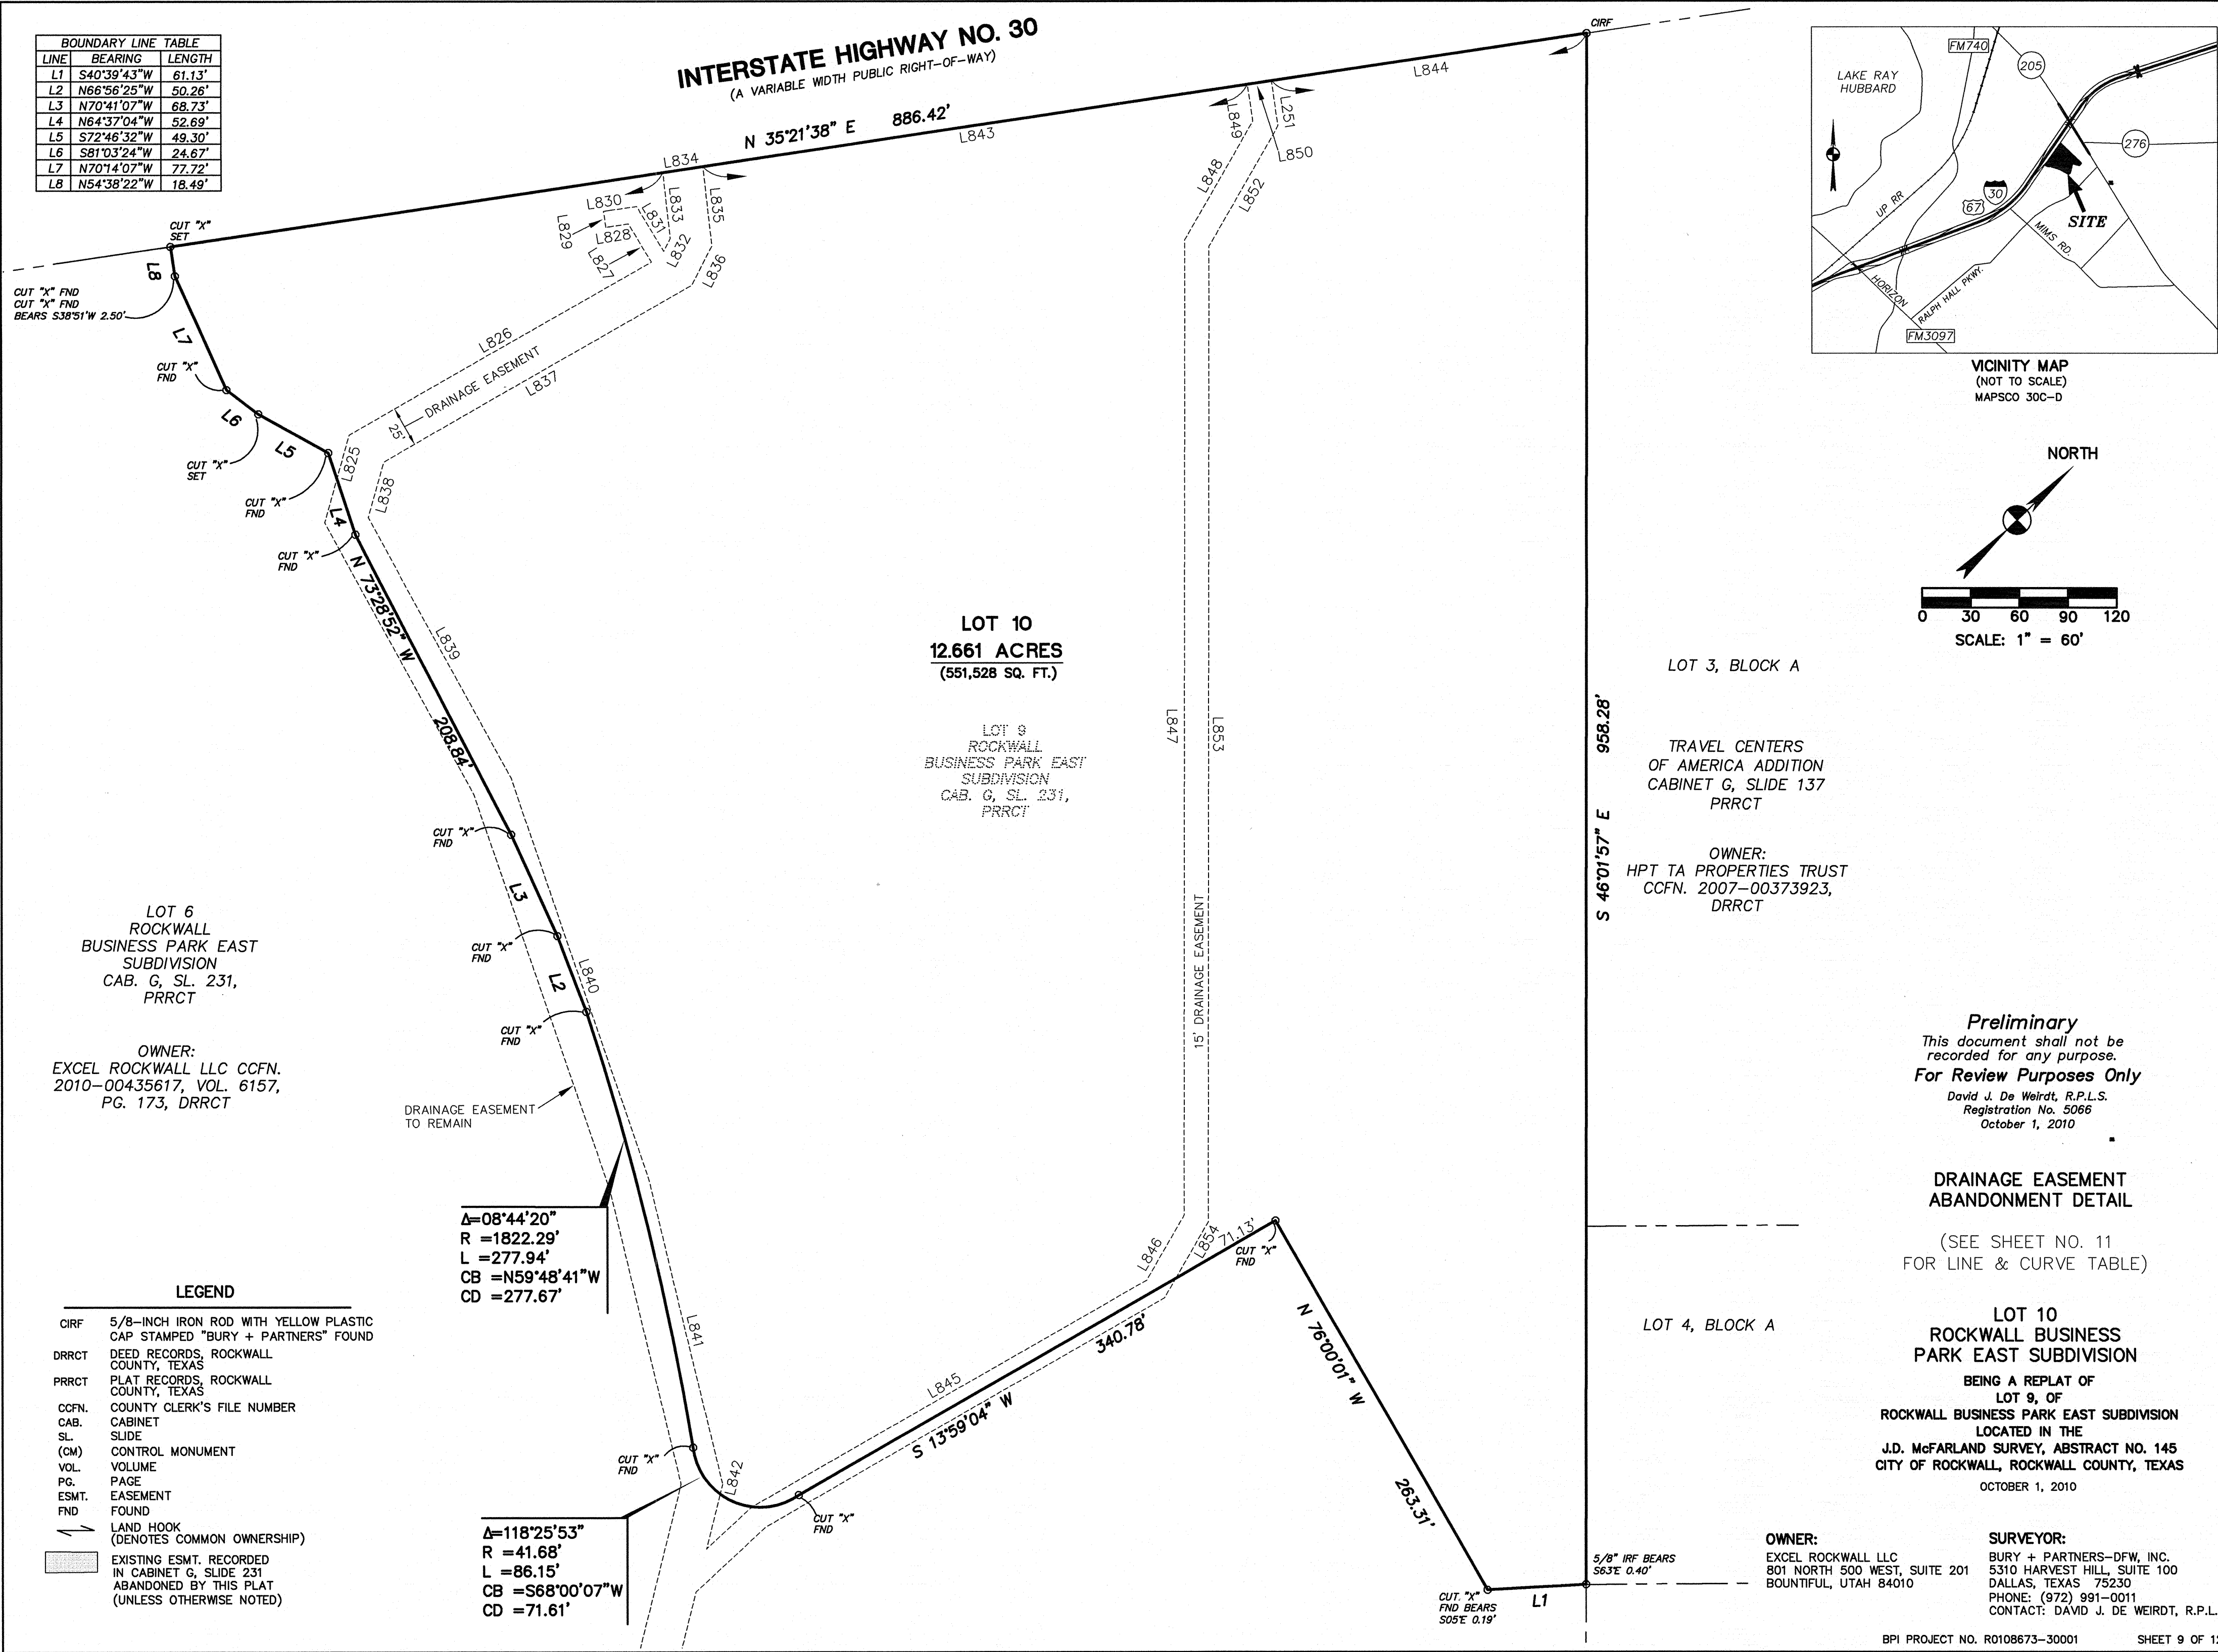 BOUNDARY LINE TABLE
LINE BEARING LENGTH
L1 S40°39'43"W 61.13'
L2 N66°56'25"W 50.26'
L3 N70°41'07"W 68.73'
L4 N64°37'04"W 52.69'
L5 S72°46'32"W 49.30'
L6 S81°03'24"W 24.67'
L7 N70°14'07"W 77.72'
L8 N54°38'22"W 18.49'
INTERSTATE HIGHWAY NO. 30
(A VARIABLE WIDTH PUBLIC RIGHT-OF-WAY)
N 35°21'38" E 886.42'
L834
L843
L844
CIRF
L849
L251
L850
L848
L852
L830
L831
L833
L835
L829
L828
L827
L832
L836
CUT "X"
SET
L8
CUT "X" FND
CUT "X" FND
BEARS S38°51'W 2.50'
L7
CUT "X"
FND
L6
CUT "X"
SET
L5
CUT "X"
FND
L826
DRAINAGE EASEMENT
L837
25'
L825
L838
L4
CUT "X"
FND
N 73°28'52" W
208.84'
L839
CUT "X"
FND
L3
CUT "X"
FND
L2
L840
CUT "X"
FND
LOT 10
12.661 ACRES
(551,528 SQ. FT.)
LOT 9
ROCKWALL
BUSINESS PARK EAST
SUBDIVISION
CAB. G, SL. 231,
PRRCT
L847
L853
15' DRAINAGE EASEMENT
S 46°01'57" E 958.28'
LOT 3, BLOCK A
TRAVEL CENTERS
OF AMERICA ADDITION
CABINET G, SLIDE 137
PRRCT
OWNER:
HPT TA PROPERTIES TRUST
CCFN. 2007-00373923,
DRRCT
LOT 4, BLOCK A
LOT 6
ROCKWALL
BUSINESS PARK EAST
SUBDIVISION
CAB. G, SL. 231,
PRRCT
OWNER:
EXCEL ROCKWALL LLC CCFN.
2010-00435617, VOL. 6157,
PG. 173, DRRCT
DRAINAGE EASEMENT
TO REMAIN
Δ=08°44'20"
R =1822.29'
L =277.94'
CB =N59°48'41"W
CD =277.67'
L841
CUT "X"
FND
L842
CUT "X"
FND
Δ=118°25'53"
R =41.68'
L =86.15'
CB =S68°00'07"W
CD =71.61'
L845
S 13°59'04" W
340.78'
L846
L854
71.13'
CUT "X"
FND
N 76°00'01" W
263.31'
CUT "X"
FND BEARS
S05°E 0.19'
L1
5/8" IRF BEARS
S63°E 0.40'
LEGEND
CIRF 5/8-INCH IRON ROD WITH YELLOW PLASTIC
CAP STAMPED "BURY + PARTNERS" FOUND
DRRCT DEED RECORDS, ROCKWALL
COUNTY, TEXAS
PRRCT PLAT RECORDS, ROCKWALL
COUNTY, TEXAS
CCFN. COUNTY CLERK'S FILE NUMBER
CAB. CABINET
SL. SLIDE
(CM) CONTROL MONUMENT
VOL. VOLUME
PG. PAGE
ESMT. EASEMENT
FND FOUND
LAND HOOK
(DENOTES COMMON OWNERSHIP)
EXISTING ESMT. RECORDED
IN CABINET G, SLIDE 231
ABANDONED BY THIS PLAT
(UNLESS OTHERWISE NOTED)
LAKE RAY
HUBBARD
FM740
205
276
UP RR
30
67
SITE
MIMS RD.
HORIZON
RALPH HALL PKWY.
FM3097
VICINITY MAP
(NOT TO SCALE)
MAPSCO 30C-D
NORTH
0 30 60 90 120
SCALE: 1" = 60'
Preliminary
This document shall not be
recorded for any purpose.
For Review Purposes Only
David J. De Weirdt, R.P.L.S.
Registration No. 5066
October 1, 2010
DRAINAGE EASEMENT
ABANDONMENT DETAIL
(SEE SHEET NO. 11
FOR LINE & CURVE TABLE)
LOT 10
ROCKWALL BUSINESS
PARK EAST SUBDIVISION
BEING A REPLAT OF
LOT 9, OF
ROCKWALL BUSINESS PARK EAST SUBDIVISION
LOCATED IN THE
J.D. McFARLAND SURVEY, ABSTRACT NO. 145
CITY OF ROCKWALL, ROCKWALL COUNTY, TEXAS
OCTOBER 1, 2010
OWNER:
EXCEL ROCKWALL LLC
801 NORTH 500 WEST, SUITE 201
BOUNTIFUL, UTAH 84010
SURVEYOR:
BURY + PARTNERS-DFW, INC.
5310 HARVEST HILL, SUITE 100
DALLAS, TEXAS 75230
PHONE: (972) 991-0011
CONTACT: DAVID J. DE WEIRDT, R.P.L.
BPI PROJECT NO. R0108673-30001 SHEET 9 OF